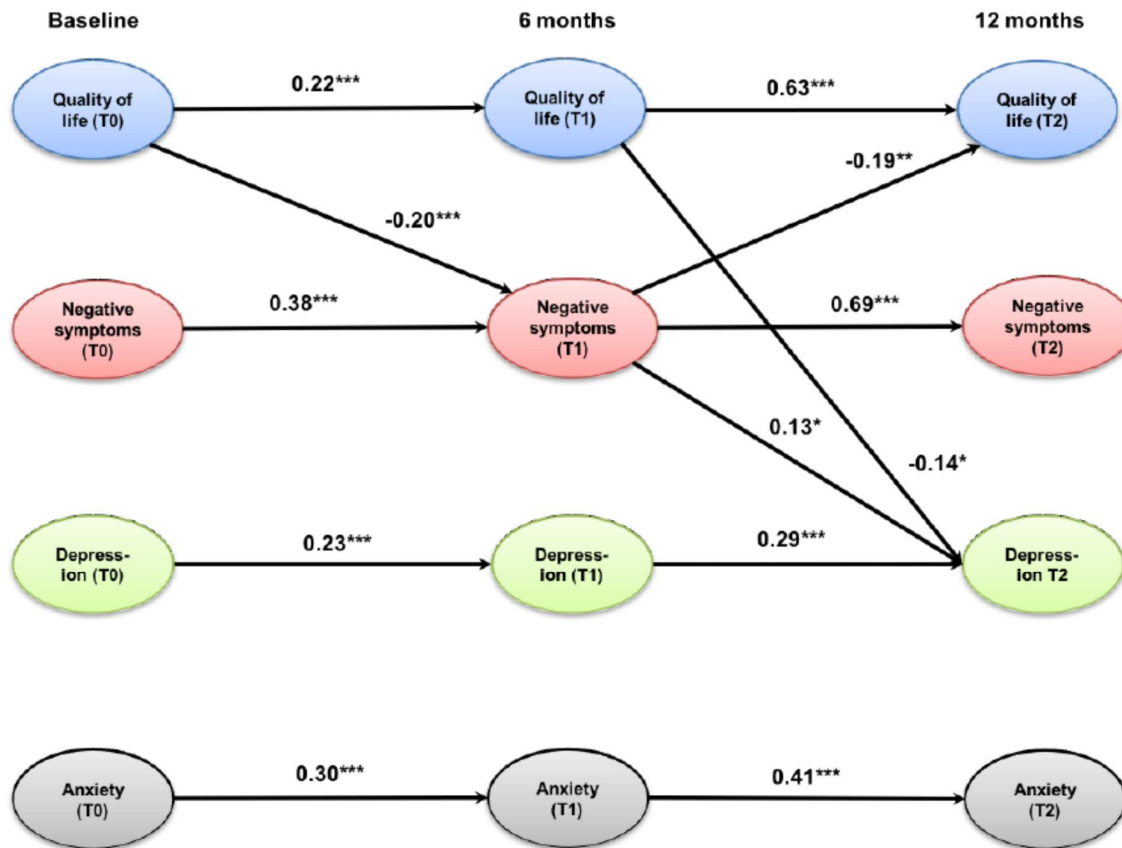 Baseline
6 months
12 months
0.22***
0.63***
Quality of
life (T0)
Quality of
life (T1)
Quality of
life (T2)
-0.19**
-0.20***
Negative
symptoms
(T0)
0.38***
Negative
symptoms
(T1)
0.69***
Negative
symptoms
(T2)
0.13*
-0.14*
Depress-
ion (T0)
0.23***
Depress-
ion (T1)
0.29***
Depress-
ion T2
Anxiety
(T0)
0.30***
Anxiety
(T1)
0.41***
Anxiety
(T2)